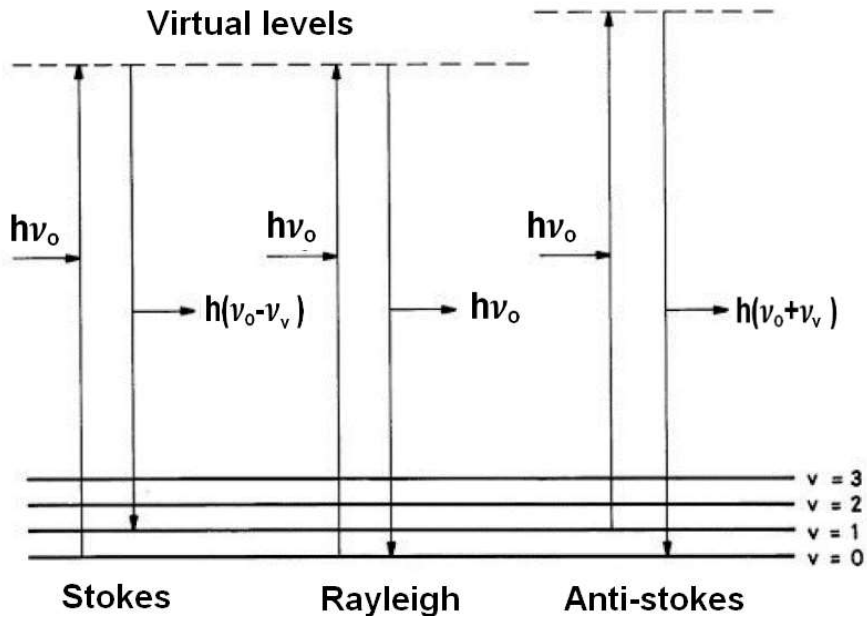 Virtual levels
hνₒ
hνₒ
hνₒ
h(νₒ-νᵥ)
hνₒ
h(νₒ+νᵥ)
v = 3
v = 2
v = 1
v = 0
Stokes
Rayleigh
Anti-stokes